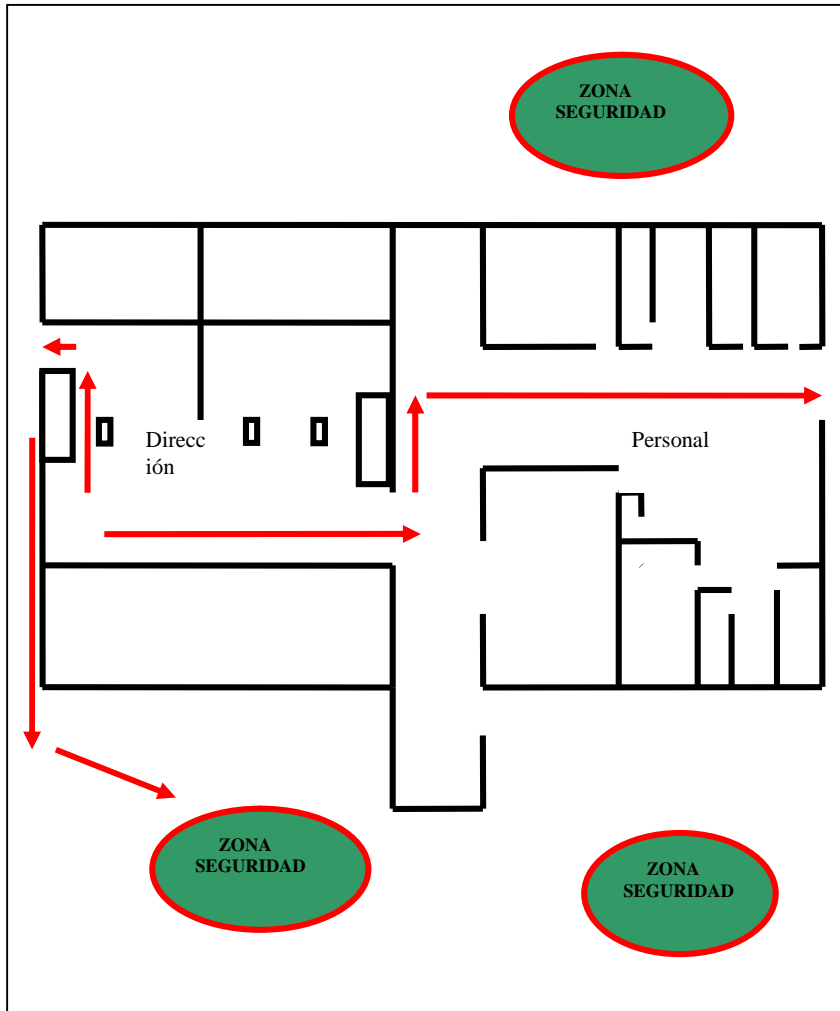 ZONA
SEGURIDAD
Direcc
ión
Personal
ZONA
SEGURIDAD
ZONA
SEGURIDAD